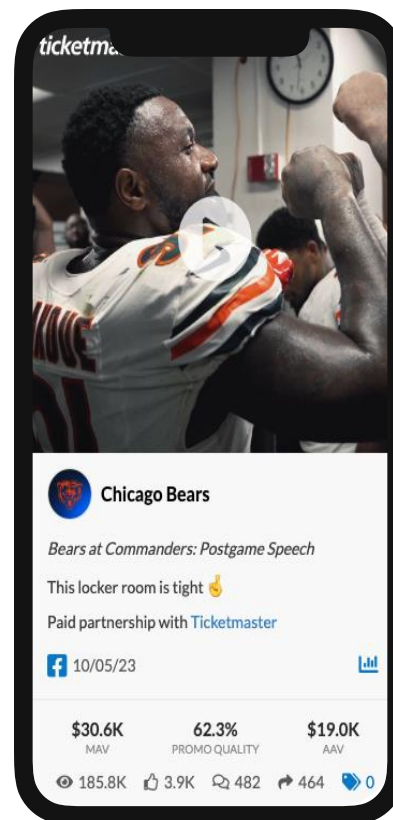 ticketma
Chicago Bears
Bears at Commanders: Postgame Speech
This locker room is tight 🤞
Paid partnership with Ticketmaster
10/05/23
$30.6K 62.3% $19.0K
MAV PROMO QUALITY AAV
185.8K 3.9K 482 464 0